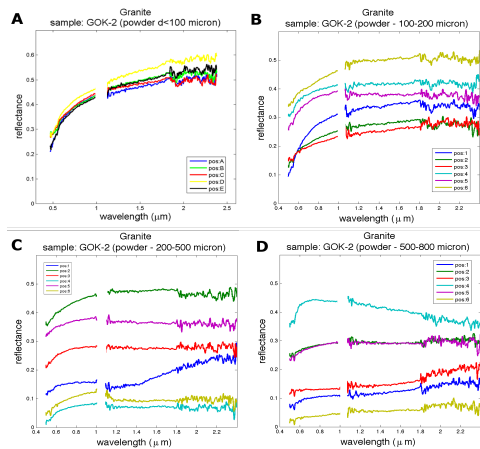 A
Granite
sample: GOK-2 (powder d<100 micron)
reflectance
0.6
0.5
0.4
0.3
0.2
0.1
0
0.5
1
1.5
2
2.5
wavelength (μm)
pos:A
pos:B
pos:C
pos:D
pos:E
B
Granite
sample: GOK-2 (powder - 100-200 micron)
reflectance
0.5
0.4
0.3
0.2
0.1
0
0.4
0.6
0.8
1
1.2
1.4
1.6
1.8
2
2.2
wavelength (μ m)
pos:1
pos:2
pos:3
pos:4
pos:5
pos:6
C
Granite
sample: GOK-2 (powder - 200-500 micron)
reflectance
0.5
0.4
0.3
0.2
0.1
0
0.4
0.6
0.8
1
1.2
1.4
1.6
1.8
2
2.2
wavelength (μ m)
pos:1
pos:2
pos:3
pos:4
pos:5
pos:6
D
Granite
sample: GOK-2 (powder - 500-800 micron)
reflectance
0.5
0.4
0.3
0.2
0.1
0
0.4
0.6
0.8
1
1.2
1.4
1.6
1.8
2
2.2
wavelength (μ m)
pos:1
pos:2
pos:3
pos:4
pos:5
pos:6